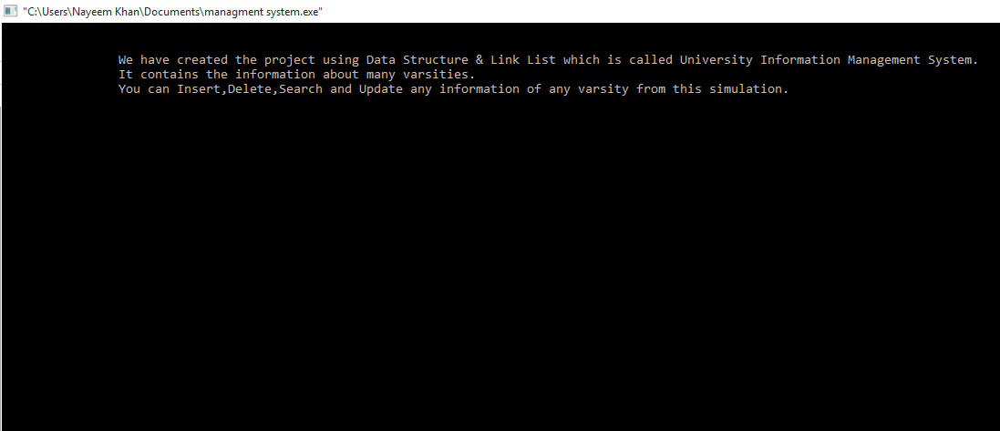 "C:\Users\Nayeem Khan\Documents\managment system.exe"
We have created the project using Data Structure & Link List which is called University Information Management System.
It contains the information about many varsities.
You can Insert,Delete,Search and Update any information of any varsity from this simulation.